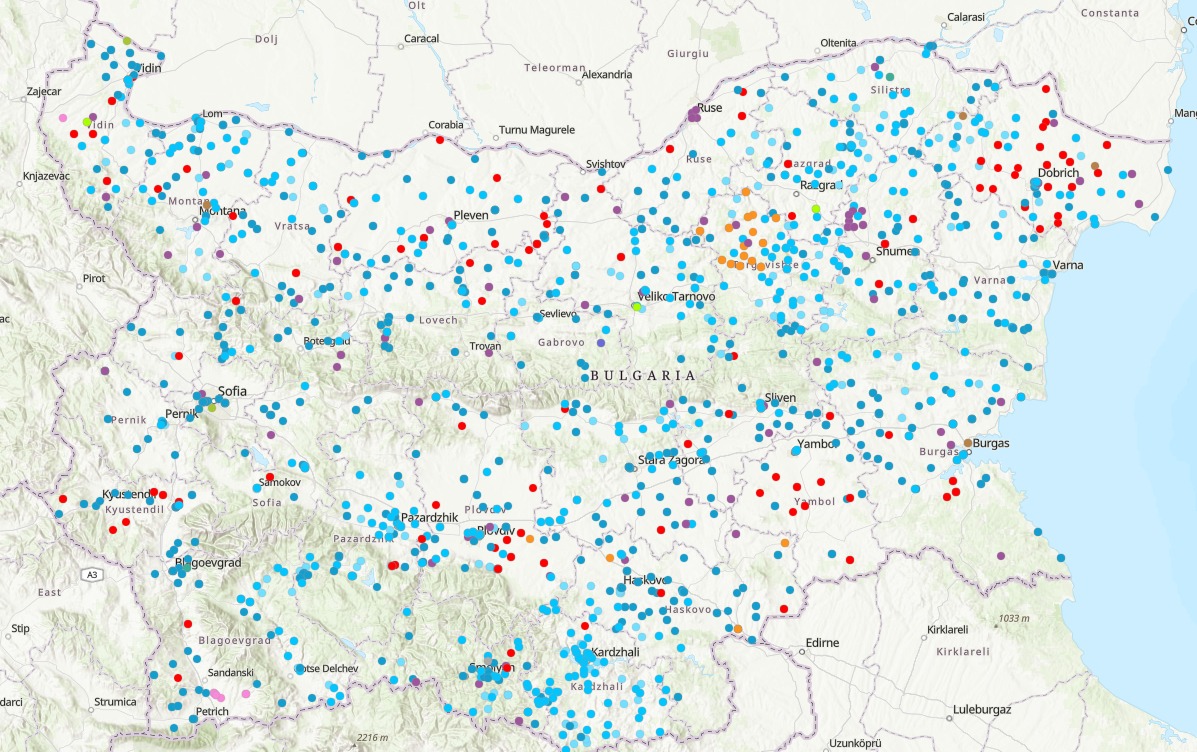 Olt
Calarasi
Constanta
Dolj
Caracal
Oltenita
Giurgiu
Teleorman
Alexandria
Vidin
Zajecar
Silistra
Ruse
Lom
Corabia
Turnu Magurele
Vidin
Svishtov
Ruse
Razgrad
Knjazevac
Dobrich
Razgrad
Montana
Montana
Pleven
Vratsa
Shumen
Pirot
Targovishte
Varna
Varna
Veliko Tarnovo
Lovech
Sevlievo
Botevgrad
Troyan
Gabrovo
BULGARIA
Sofia
Sliven
Pernik
Pernik
Yambol
Burgas
Burgas
Stara Zagora
Samokov
Kyustendil
Kyustendil
Sofia
Yambol
Plovdiv
Pazardzhik
Plovdiv
Pazardzhik
Blagoevgrad
A3
Haskovo
East
Haskovo
1033 m
Stip
Kirklareli
Blagoevgrad
Edirne
Kirklareli
Kardzhali
Sandanski
Gotse Delchev
Smolyan
Kardzhali
Strumica
Petrich
Luleburgaz
2216 m
Uzunköprü